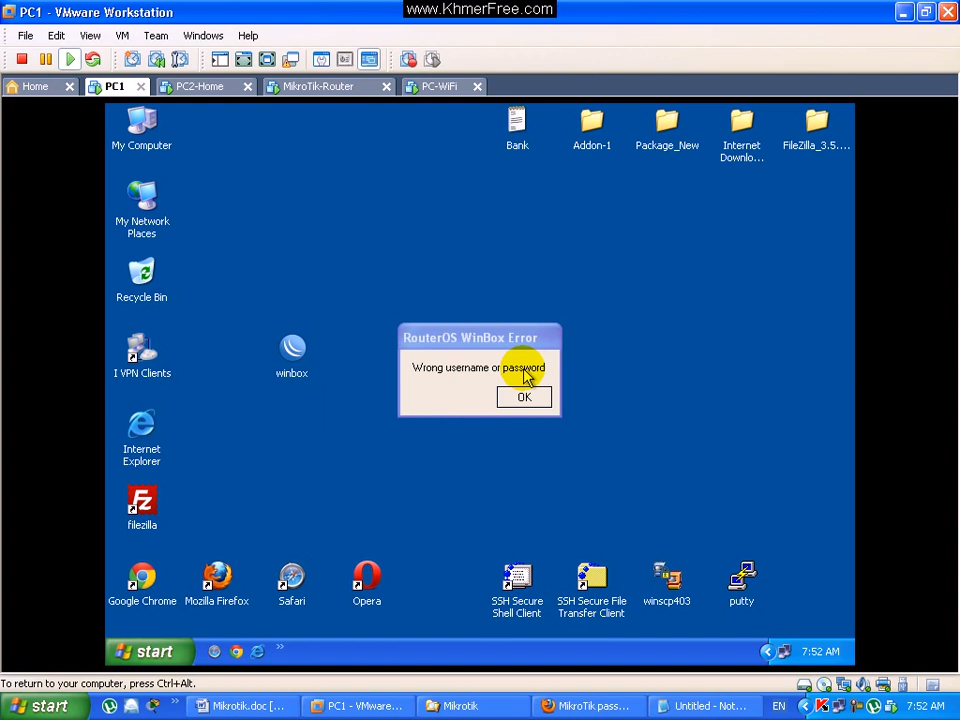 PC1 - VMware Workstation
www.KhmerFree.com
File Edit View VM Team Windows Help
Home PC1 PC2-Home MikroTik-Router PC-WiFi
My Computer
Bank
Addon-1
Package_New
Internet
Downlo...
FileZilla_3.5....
My Network
Places
Recycle Bin
I VPN Clients
winbox
RouterOS WinBox Error
Wrong username or password
OK
Internet
Explorer
Fz
filezilla
Google Chrome
Mozilla Firefox
Safari
Opera
SSH Secure
Shell Client
SSH Secure File
Transfer Client
winscp403
putty
start
7:52 AM
To return to your computer, press Ctrl+Alt.
start
Mikrotik.doc [...
PC1 - VMware...
Mikrotik
MikroTik pass...
Untitled - Not...
EN
7:52 AM